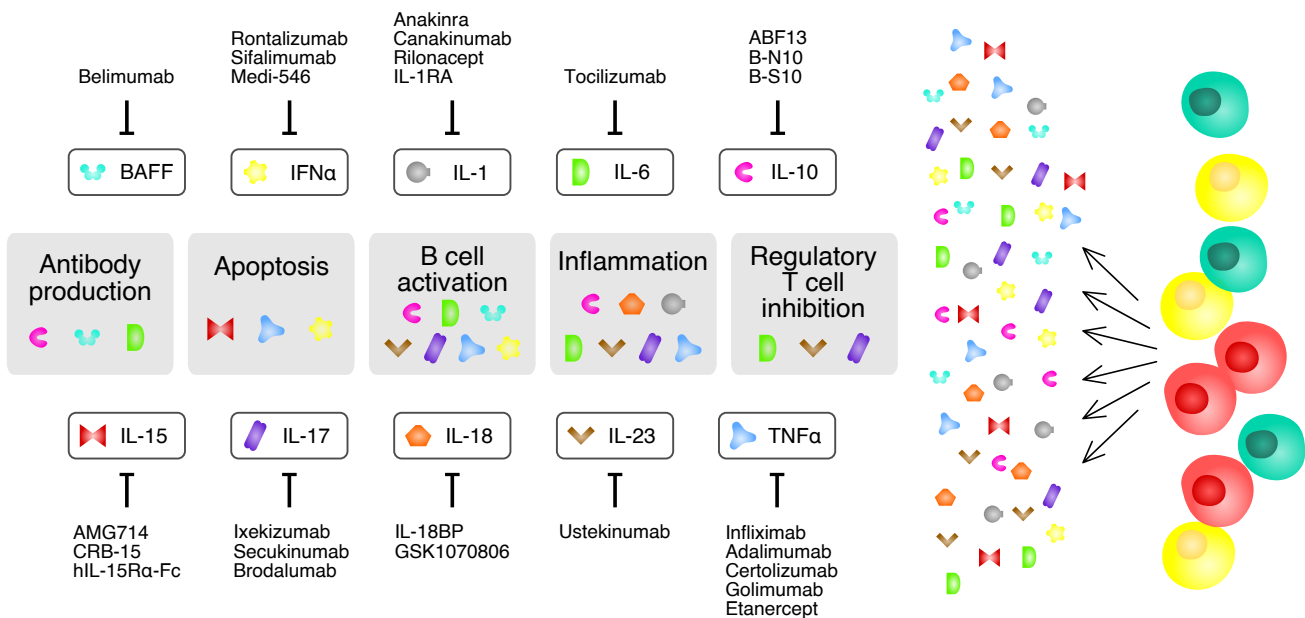 Belimumab
Rontalizumab
Sifalimumab
Medi-546
Anakinra
Canakinumab
Rilonacept
IL-1RA
Tocilizumab
ABF13
B-N10
B-S10
BAFF
IFNα
IL-1
IL-6
IL-10
Antibody
production
Apoptosis
B cell
activation
Inflammation
Regulatory
T cell
inhibition
IL-15
IL-17
IL-18
IL-23
TNFα
AMG714
CRB-15
hIL-15Rα-Fc
Ixekizumab
Secukinumab
Brodalumab
IL-18BP
GSK1070806
Ustekinumab
Infliximab
Adalimumab
Certolizumab
Golimumab
Etanercept